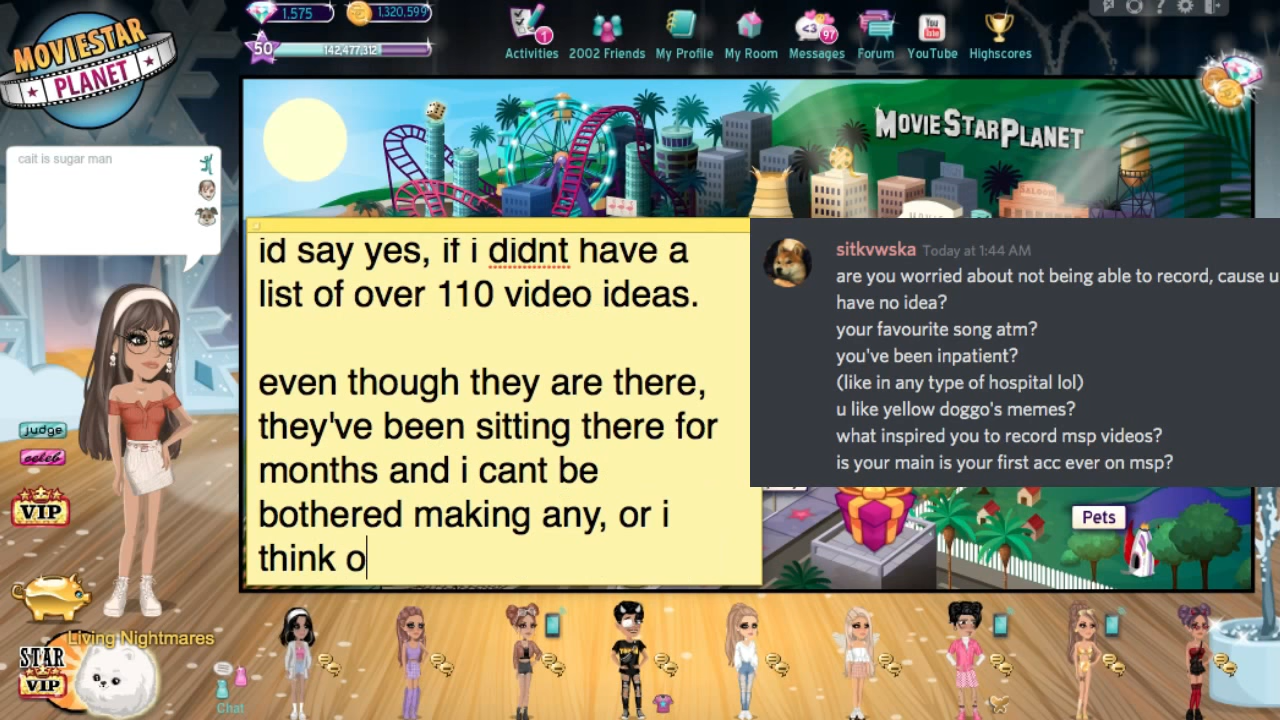 MOVIESTAR
PLANET
1,575
1,320,599
50
142,477,312
1
Activities
2002 Friends
My Profile
My Room
<3
97
Messages
Forum
You
Tube
YouTube
Highscores
MOVIESTARPLANET
SALOON
cait is sugar man
id say yes, if i didnt have a
list of over 110 video ideas.
even though they are there,
they've been sitting there for
months and i cant be
bothered making any, or i
think o
sitkvwska Today at 1:44 AM
are you worried about not being able to record, cause u
have no idea?
your favourite song atm?
you've been inpatient?
(like in any type of hospital lol)
u like yellow doggo's memes?
what inspired you to record msp videos?
is your main is your first acc ever on msp?
judge
celeb
VIP
Pets
Living Nightmares
STAR
VIP
Chat